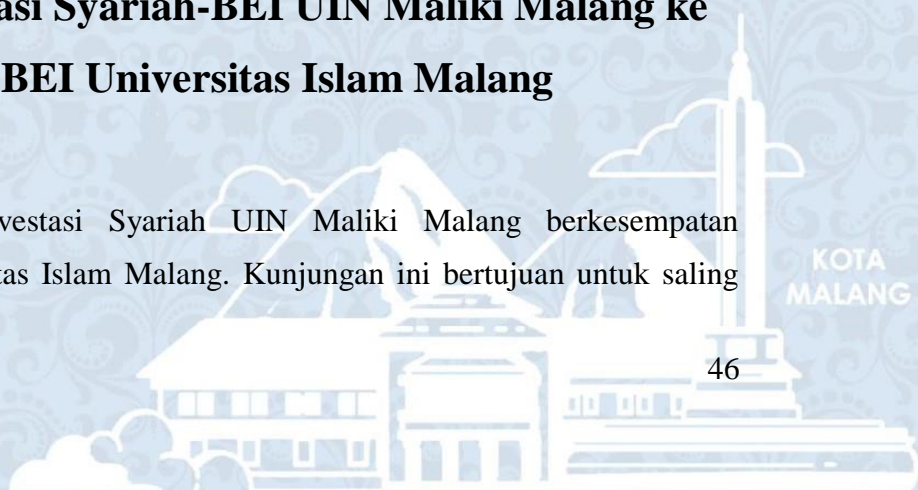 asi Syariah-BEI UIN Maliki Malang ke
BEI Universitas Islam Malang
vestasi Syariah UIN Maliki Malang berkesempatan
tas Islam Malang. Kunjungan ini bertujuan untuk saling
KOTA
MALANG
46